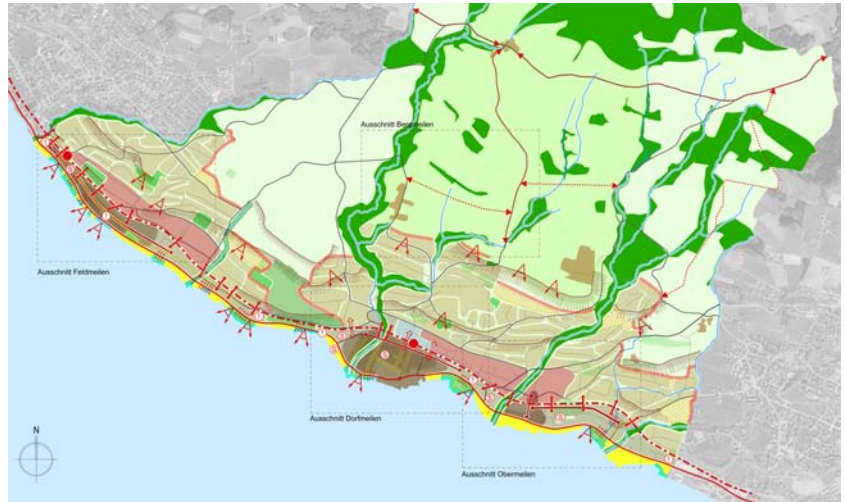 Ausschnitt Bergmeilen
Ausschnitt Feldmeilen
Ausschnitt Dorfmeilen
Ausschnitt Obermeilen
N